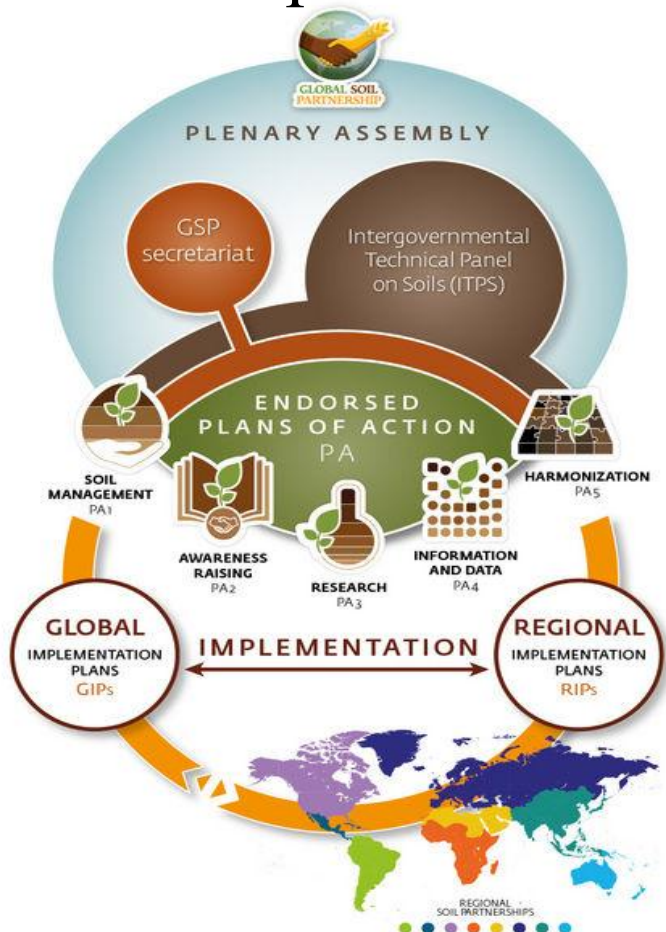 GLOBAL SOIL
PARTNERSHIP
PLENARY ASSEMBLY
GSP
secretariat
Intergovernmental
Technical Panel
on Soils (ITPS)
ENDORSED
PLANS OF ACTION
PA
SOIL
MANAGEMENT
PA1
AWARENESS
RAISING
PA2
RESEARCH
PA3
INFORMATION
AND DATA
PA4
HARMONIZATION
PA5
GLOBAL
IMPLEMENTATION
PLANS
GIPs
IMPLEMENTATION
REGIONAL
IMPLEMENTATION
PLANS
RIPs
REGIONAL
SOIL PARTNERSHIPS